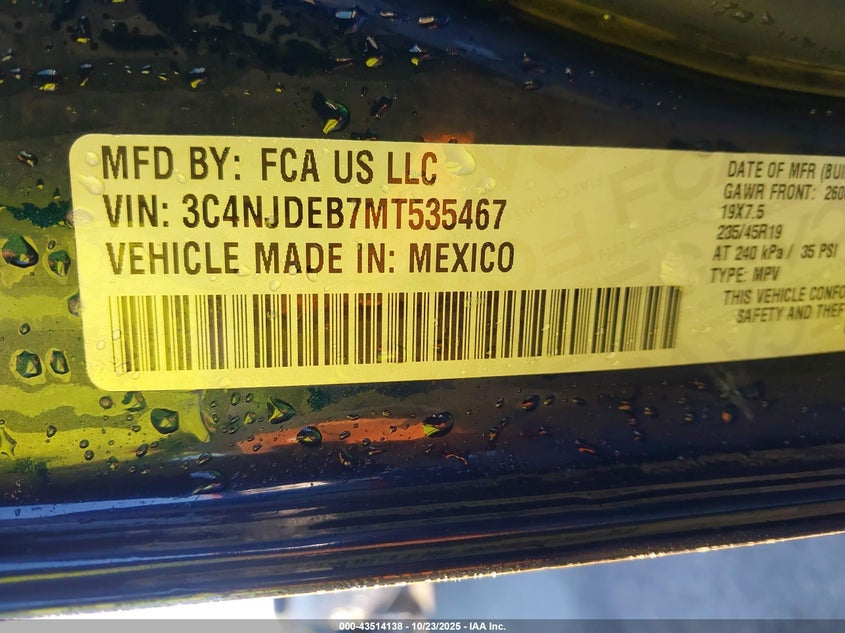 MFD BY: FCA US LLC
VIN: 3C4NJDEB7MT535467
VEHICLE MADE IN: MEXICO
DATE OF MFR (BUI
GAWR FRONT: 260
19X7.5
235/45R19
AT 240 kPa / 35 PSI
TYPE: MPV
THIS VEHICLE CONFO
SAFETY AND THEF
000-43514138 - 10/23/2025 - IAA Inc.